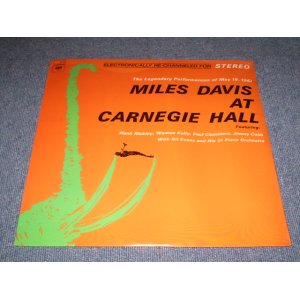 ELECTRONICALLY RE-CHANNELED FOR STEREO
The Legendary Performances of May 19, 1961
MILES DAVIS
AT
CARNEGIE HALL
Featuring:
Hank Mobley, Wynton Kelly, Paul Chambers, Jimmy Cobb
With Gil Evans and His 21 Piece Orchestra